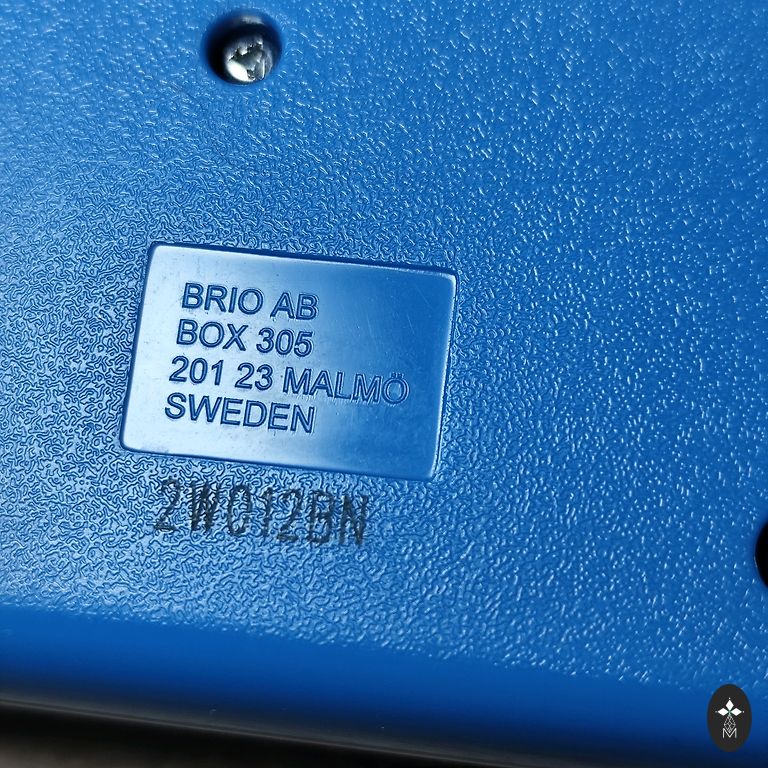 BRIO AB
BOX 305
201 23 MALMÖ
SWEDEN
2W012BN
M